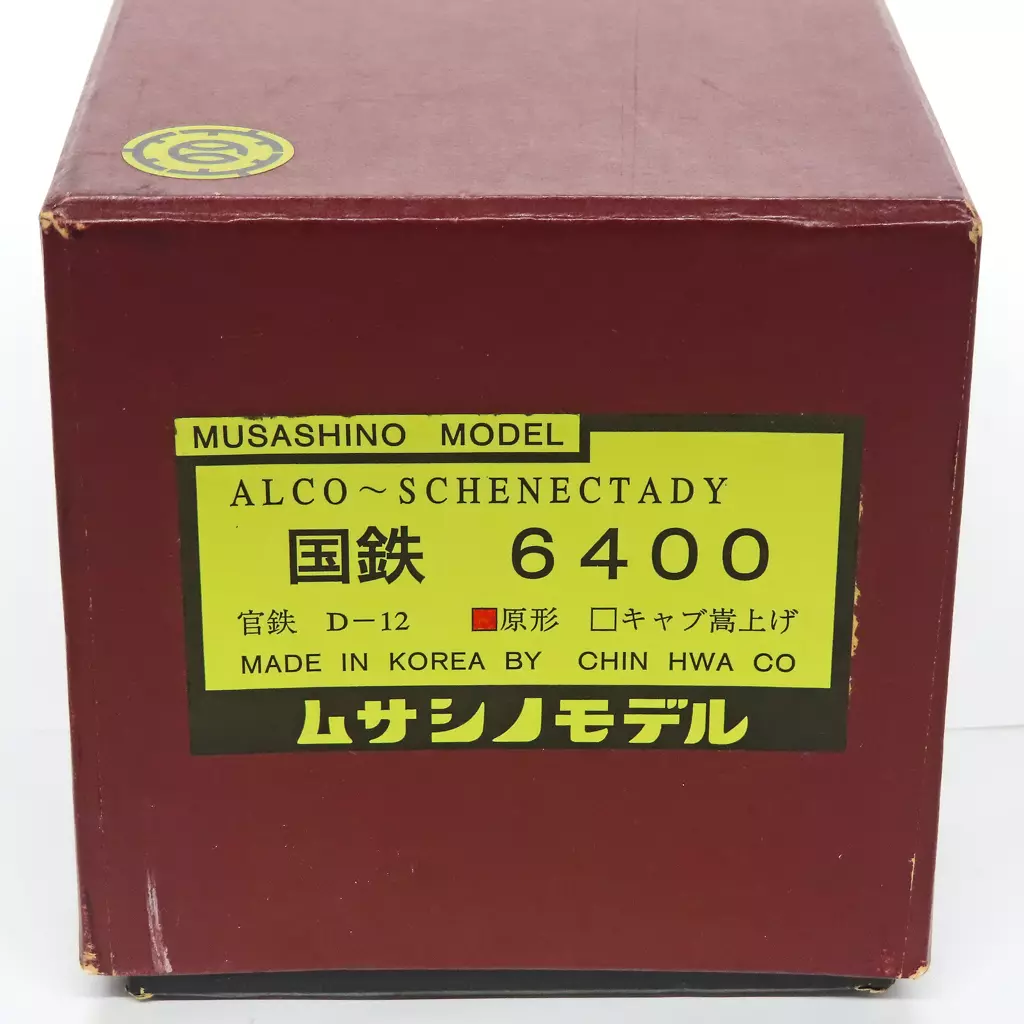 MUSASHINO MODEL
ALCO～SCHENECTADY
国鉄 6400
官鉄 D－12 ■原形 □キャブ嵩上げ
MADE IN KOREA BY CHIN HWA CO
ムサシノモデル